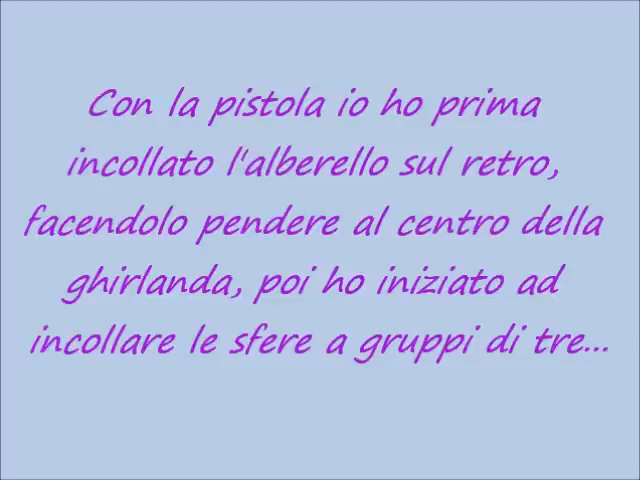 Con la pistola io ho prima
incollato l'alberello sul retro,
facendolo pendere al centro della
ghirlanda, poi ho iniziato ad
incollare le sfere a gruppi di tre...